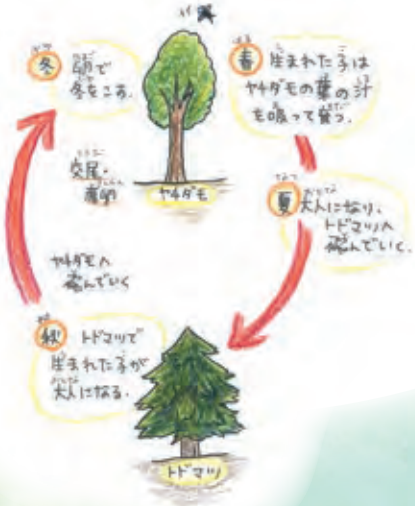 冬 卵で
冬をこす。
春 生まれた子は
ヤチダモの葉の汁
を吸って育つ。
交尾・
産卵
ヤチダモ
夏 大人になり、
トドマツへ
飛んでいく。
ヤチダモへ
飛んでいく
秋 トドマツで
生まれた子が
大人になる。
トドマツ